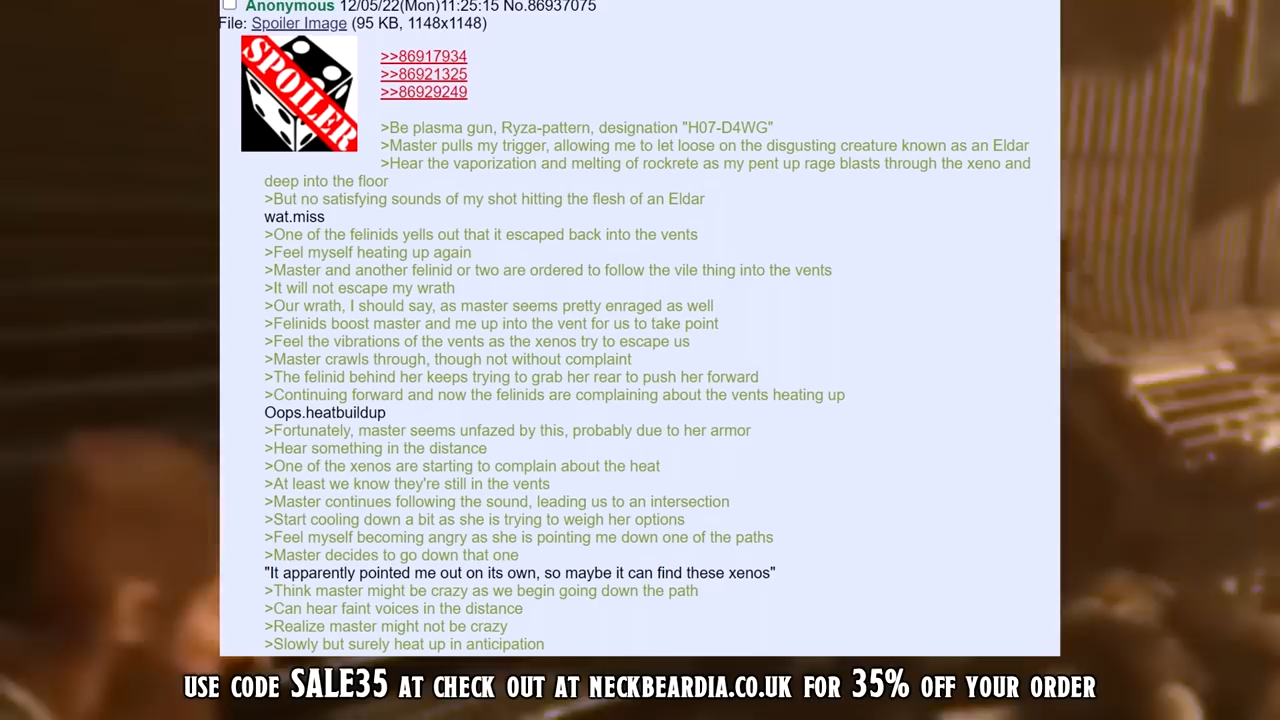 Anonymous 12/05/22(Mon)11:25:15 No.86937075
File: Spoiler Image (95 KB, 1148x1148)
SPOILER
>>86917934
>>86921325
>>86929249
>Be plasma gun, Ryza-pattern, designation "H07-D4WG"
>Master pulls my trigger, allowing me to let loose on the disgusting creature known as an Eldar
>Hear the vaporization and melting of rockrete as my pent up rage blasts through the xeno and
deep into the floor
>But no satisfying sounds of my shot hitting the flesh of an Eldar
wat.miss
>One of the felinids yells out that it escaped back into the vents
>Feel myself heating up again
>Master and another felinid or two are ordered to follow the vile thing into the vents
>It will not escape my wrath
>Our wrath, I should say, as master seems pretty enraged as well
>Felinids boost master and me up into the vent for us to take point
>Feel the vibrations of the vents as the xenos try to escape us
>Master crawls through, though not without complaint
>The felinid behind her keeps trying to grab her rear to push her forward
>Continuing forward and now the felinids are complaining about the vents heating up
Oops.heatbuildup
>Fortunately, master seems unfazed by this, probably due to her armor
>Hear something in the distance
>One of the xenos are starting to complain about the heat
>At least we know they're still in the vents
>Master continues following the sound, leading us to an intersection
>Start cooling down a bit as she is trying to weigh her options
>Feel myself becoming angry as she is pointing me down one of the paths
>Master decides to go down that one
"It apparently pointed me out on its own, so maybe it can find these xenos"
>Think master might be crazy as we begin going down the path
>Can hear faint voices in the distance
>Realize master might not be crazy
>Slowly but surely heat up in anticipation
USE CODE SALE35 AT CHECK OUT AT NECKBEARDIA.CO.UK FOR 35% OFF YOUR ORDER